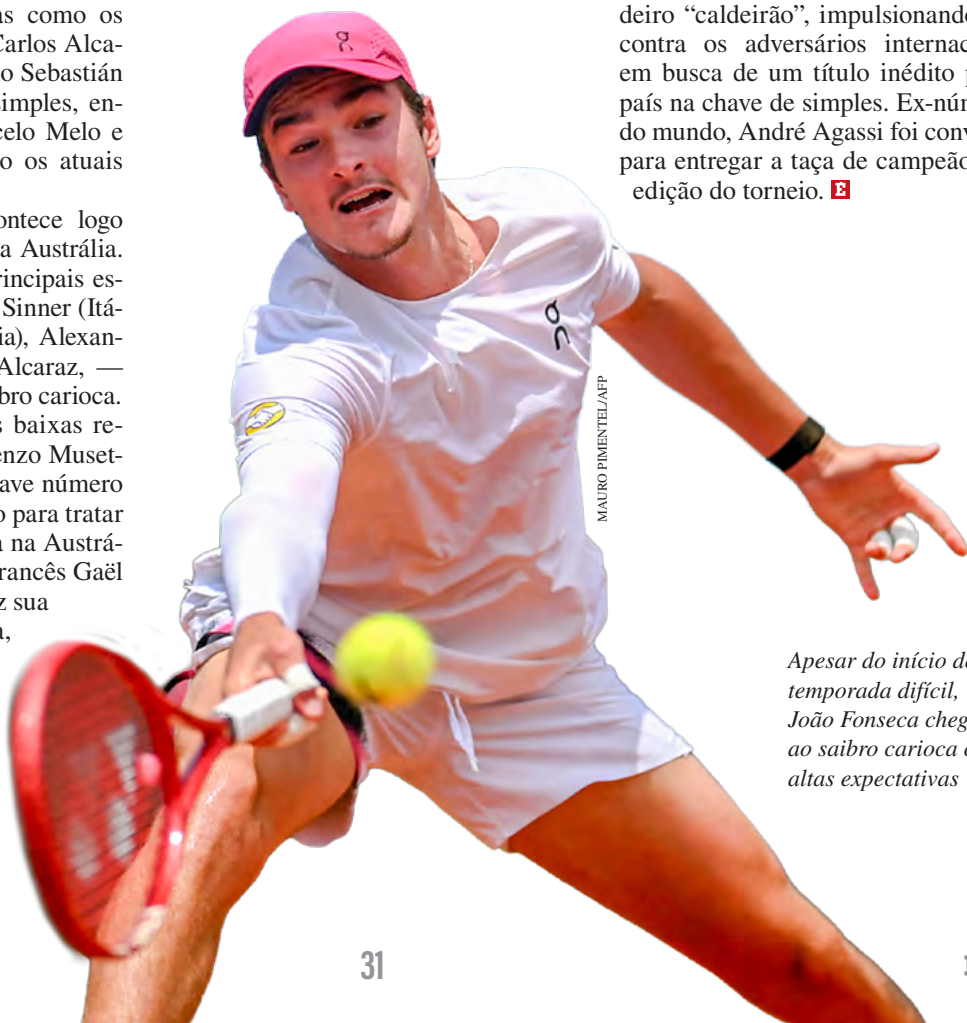 as como os
Carlos Alca-
o Sebastián
simples, en-
celo Melo e
o os atuais
ontece logo
a Austrália.
rincipais es-
Sinner (Itá-
ia), Alexan-
Alcaraz, —
bro carioca.
s baixas re-
enzo Muset-
ave número
o para tratar
a na Austrá-
rancês Gaël
z sua
a,
deiro “caldeirão”, impulsionando
contra os adversários internac
em busca de um título inédito p
país na chave de simples. Ex-núm
do mundo, André Agassi foi conv
para entregar a taça de campeão
edição do torneio. E
MAURO PIMENTEL/AFP
Apesar do início de
temporada difícil,
João Fonseca cheg
ao saibro carioca c
altas expectativas
31